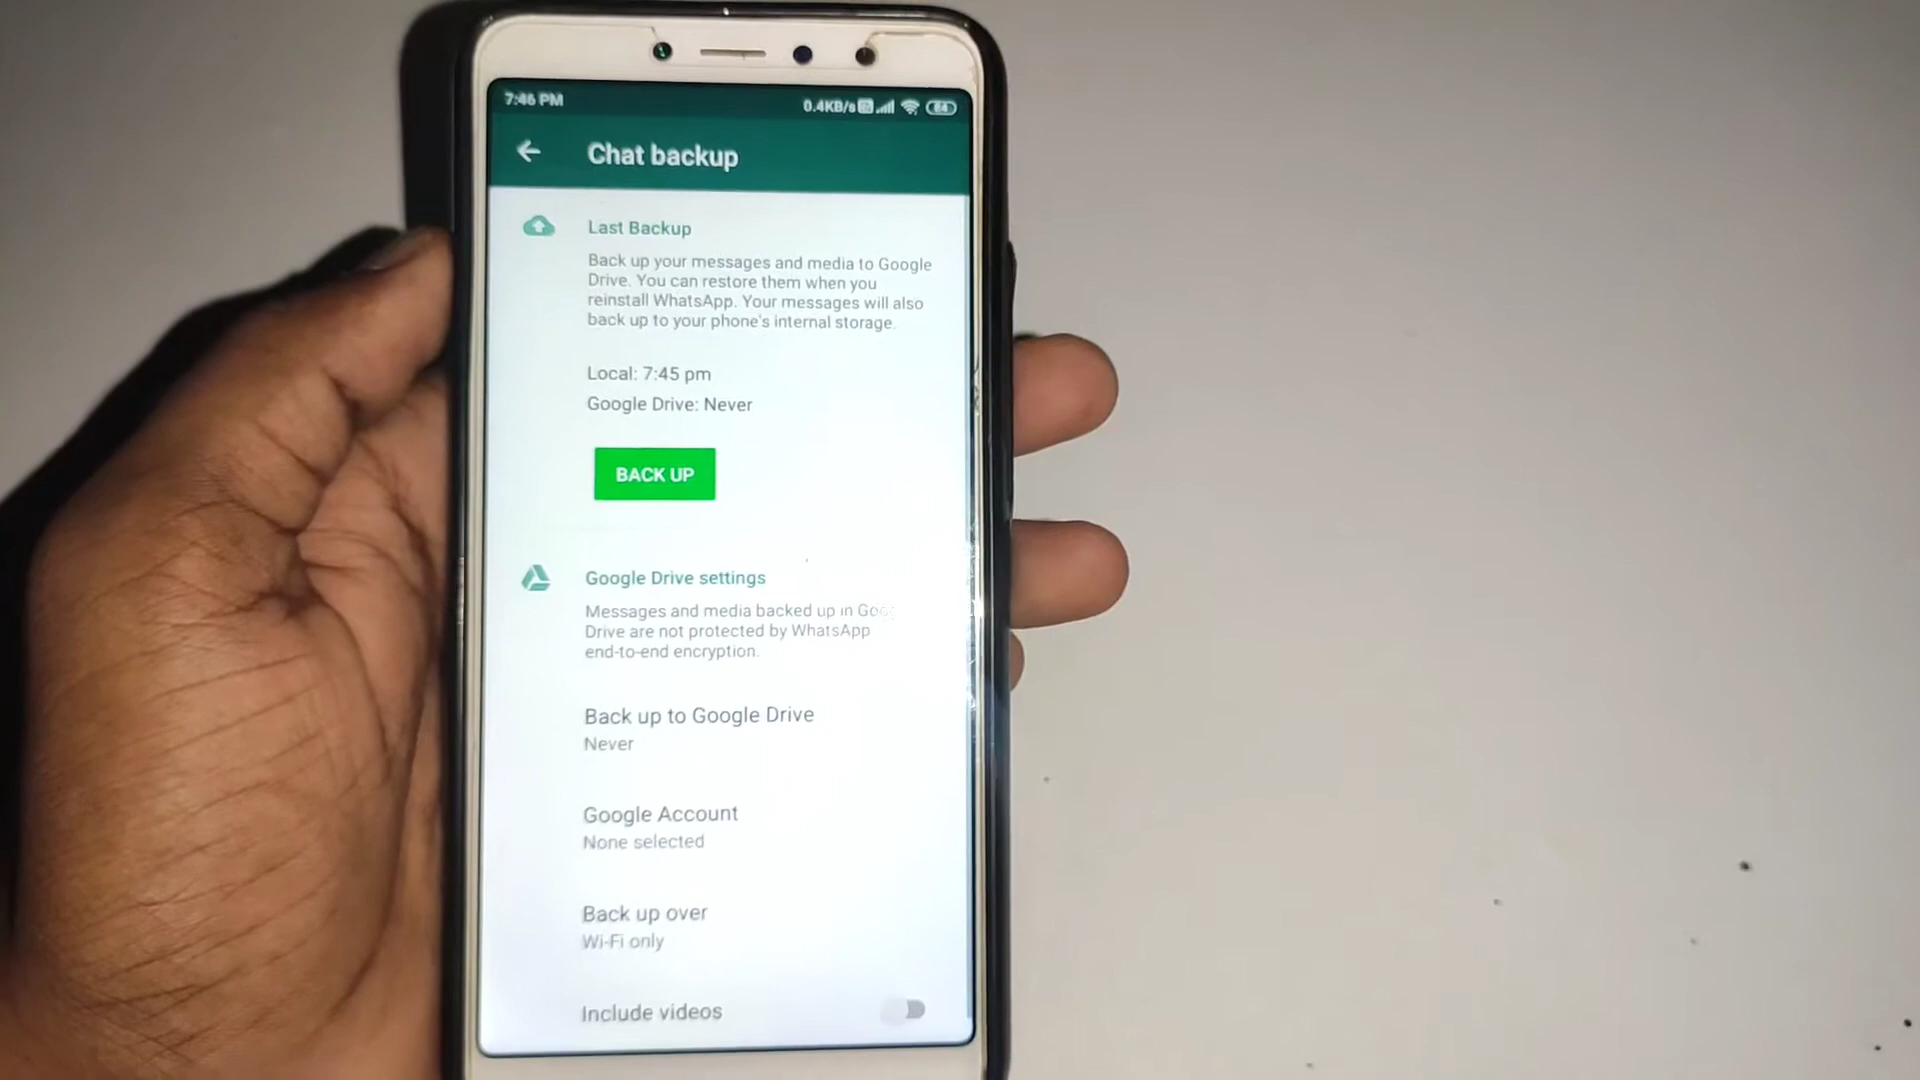 7:46 PM
0.4KB/s
84
Chat backup
Last Backup
Back up your messages and media to Google
Drive. You can restore them when you
reinstall WhatsApp. Your messages will also
back up to your phone's internal storage.
Local: 7:45 pm
Google Drive: Never
BACK UP
Google Drive settings
Messages and media backed up in Goog
Drive are not protected by WhatsApp
end-to-end encryption.
Back up to Google Drive
Never
Google Account
None selected
Back up over
Wi-Fi only
Include videos